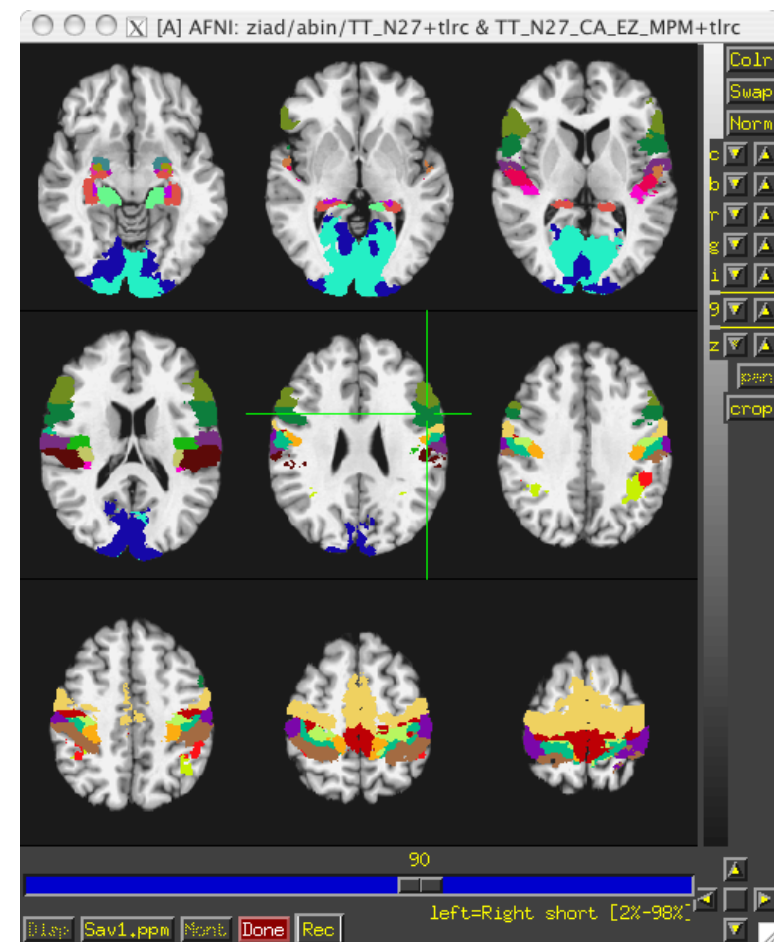 X [A] AFNI: ziad/abin/TT_N27+tlrc & TT_N27_CA_EZ_MPM+tlrc
Colr
Swap
Norm
c
b
r
g
i
9
z
pan
crop
90
left=Right short [2%-98%]
Disp Sav1.ppm Mont Done Rec